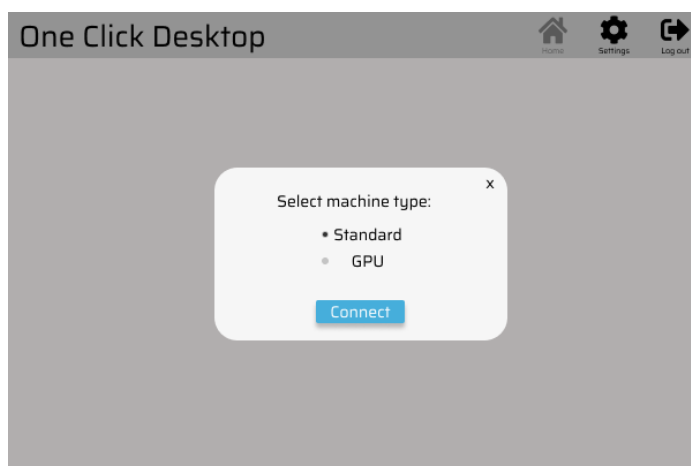 One Click Desktop
Home
Settings
Log out
x
Select machine type:
• Standard
GPU
Connect